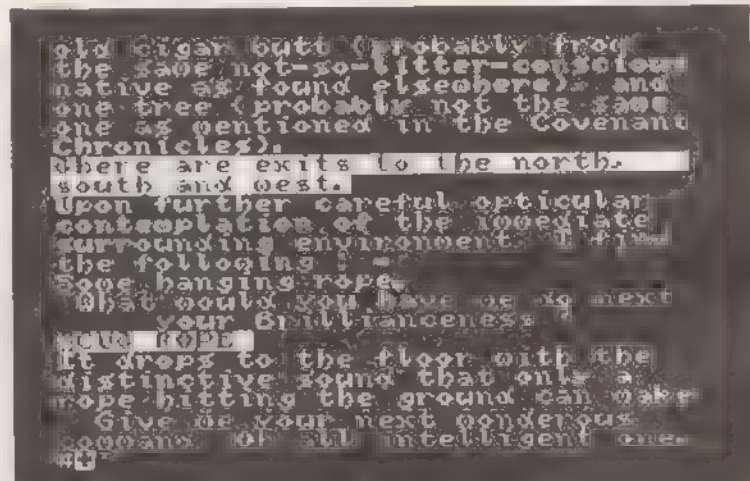 old cigar butt (probably from
the same not-so-litter-conscious
native as found elsewhere), and
one tree (probably not the same
one as mentioned in the Covenant
Chronicles).
There are exits to the north,
south and west.
Upon further careful opticular
contemplation of the immediate
surrounding environment I find
the following :-
Some hanging rope.
What would you have me do next
your Brillianceness
ROPE
It drops to the floor with the
distinctive sound that only a
rope hitting the ground can make
Give me your next wonderous
command, oh all intelligent one.